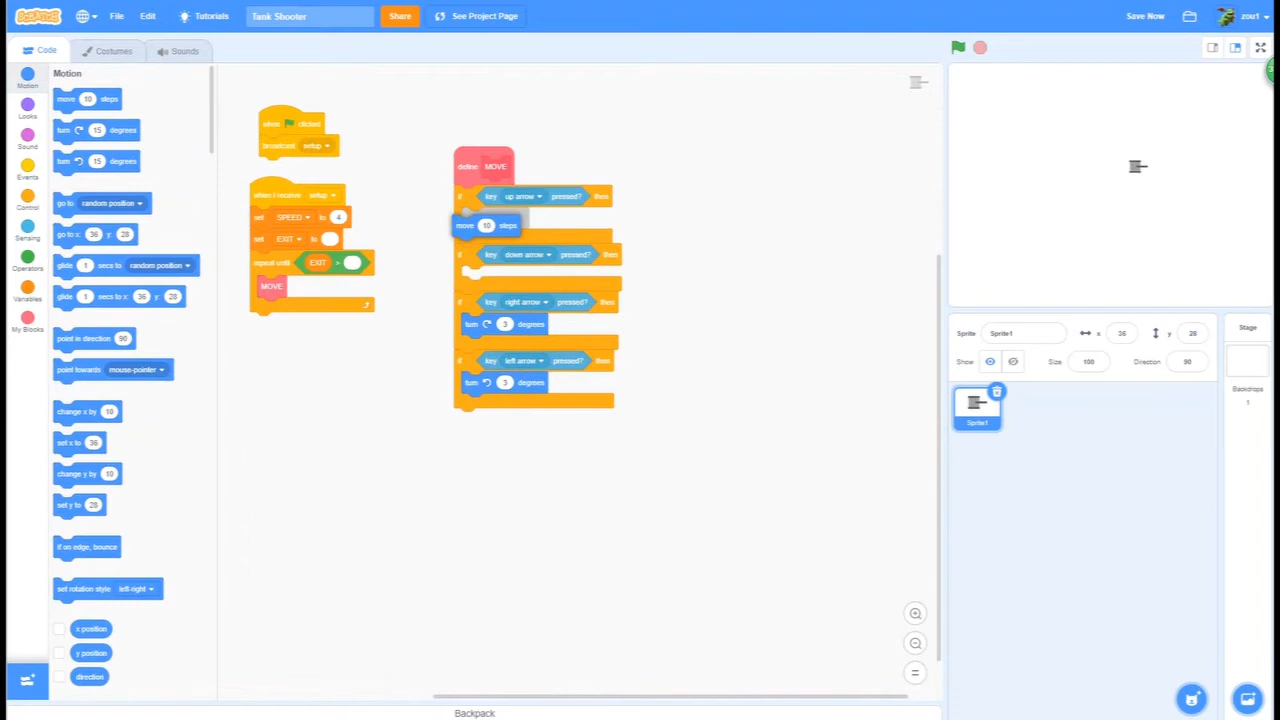 SCRATCH
File Edit Tutorials Tank Shooter Share See Project Page Save Now zou1
Code Costumes Sounds
Motion
Looks
Sound
Events
Control
Sensing
Operators
Variables
My Blocks
Motion
move 10 steps
turn 15 degrees
turn 15 degrees
go to random position
go to x: 36 y: 28
glide 1 secs to random position
glide 1 secs to x: 36 y: 28
point in direction 90
point towards mouse-pointer
change x by 10
set x to 36
change y by 10
set y to 28
if on edge, bounce
set rotation style left-right
x position
y position
direction
when clicked
broadcast setup
when I receive setup
set SPEED to 4
set EXIT to
repeat until EXIT >
MOVE
define MOVE
if key up arrow pressed? then
move 10 steps
if key down arrow pressed? then
if key right arrow pressed? then
turn 3 degrees
if key left arrow pressed? then
turn 3 degrees
Sprite Sprite1 x 36 y 28
Show Size 100 Direction 90
Sprite1
Stage
Backdrops
1
Backpack